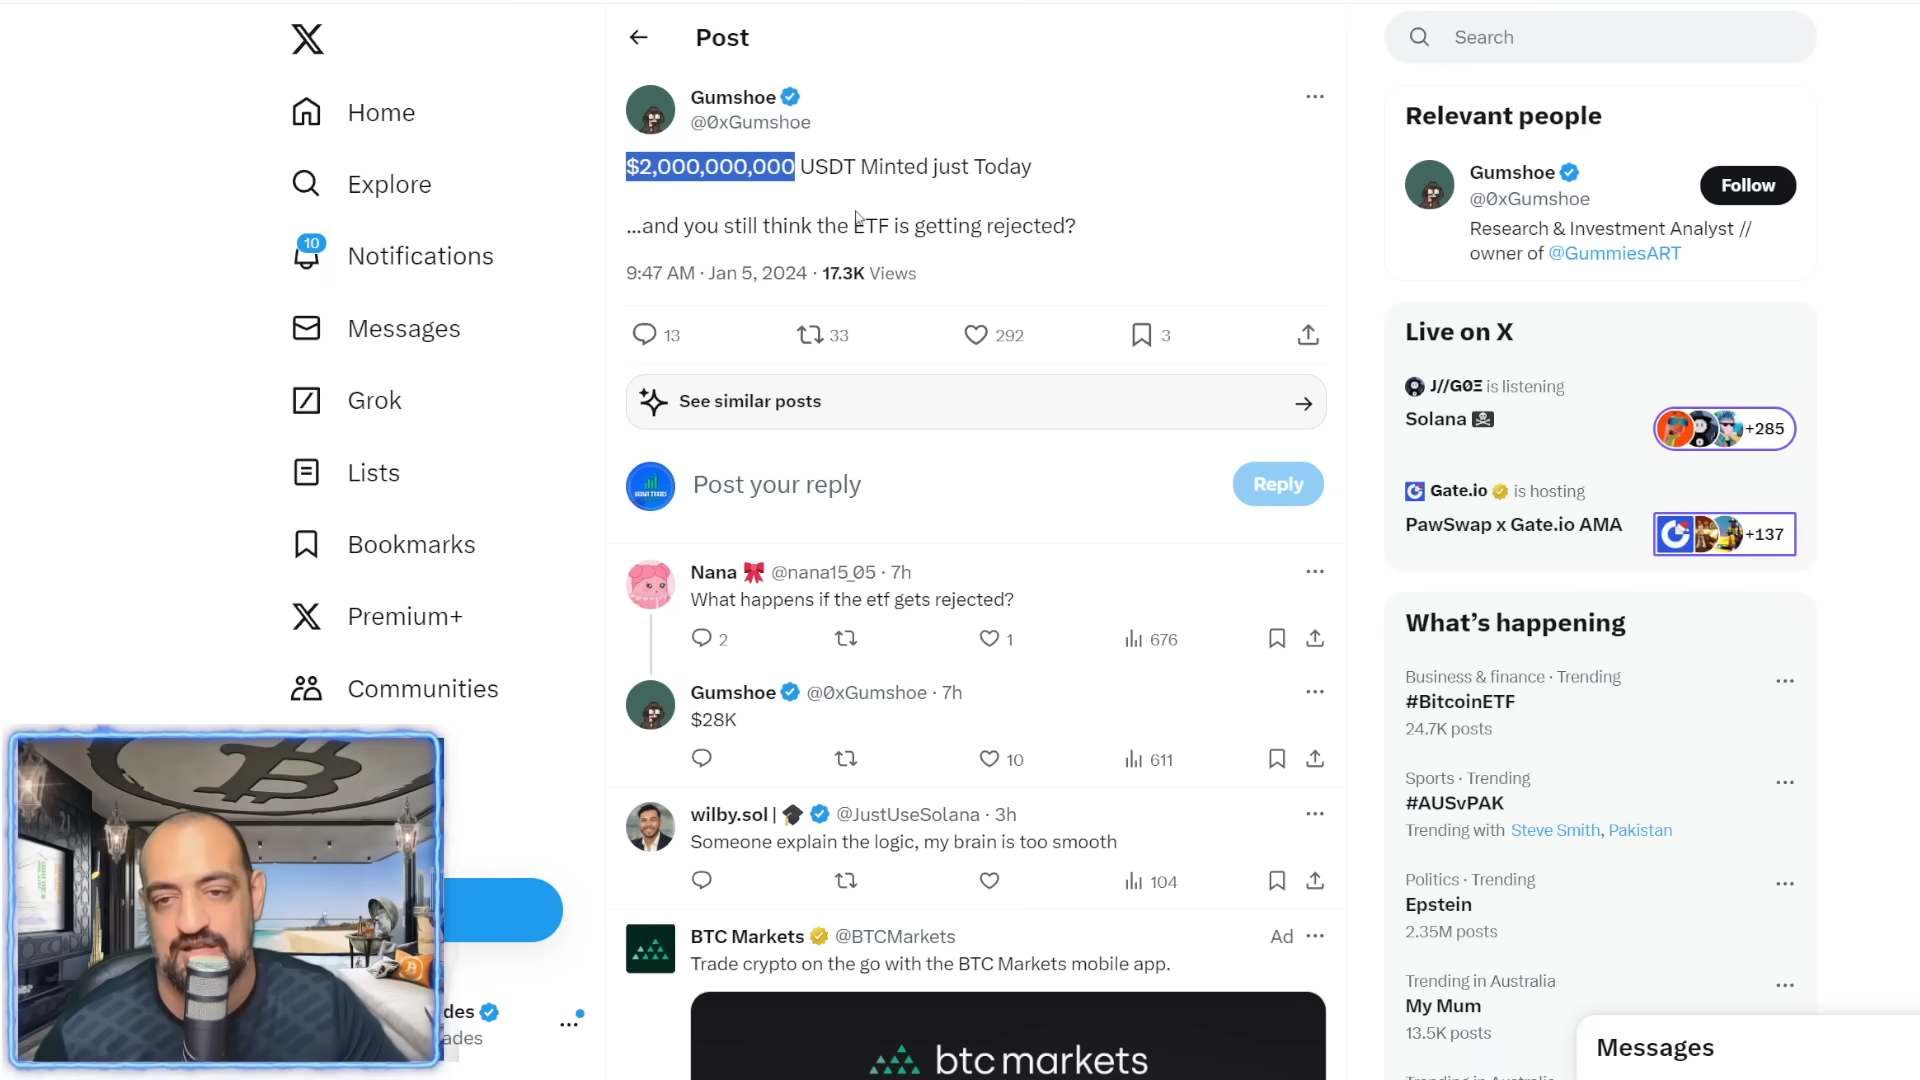 Home
Explore
10
Notifications
Messages
Grok
Lists
Bookmarks
Premium+
Communities
des
ades
Post
Gumshoe
@0xGumshoe
$2,000,000,000 USDT Minted just Today
...and you still think the ETF is getting rejected?
9:47 AM · Jan 5, 2024 · 17.3K Views
13 33 292 3
See similar posts
Post your reply
Reply
Nana @nana15_05 · 7h
What happens if the etf gets rejected?
2 1 676
Gumshoe @0xGumshoe · 7h
$28K
10 611
wilby.sol | @JustUseSolana · 3h
Someone explain the logic, my brain is too smooth
104
BTC Markets @BTCMarkets Ad
Trade crypto on the go with the BTC Markets mobile app.
btcmarkets
Search
Relevant people
Gumshoe
@0xGumshoe
Follow
Research & Investment Analyst //
owner of @GummiesART
Live on X
J//GØΞ is listening
Solana
+285
Gate.io is hosting
PawSwap x Gate.io AMA
+137
What's happening
Business & finance · Trending
#BitcoinETF
24.7K posts
Sports · Trending
#AUSvPAK
Trending with Steve Smith, Pakistan
Politics · Trending
Epstein
2.35M posts
Trending in Australia
My Mum
13.5K posts
Messages